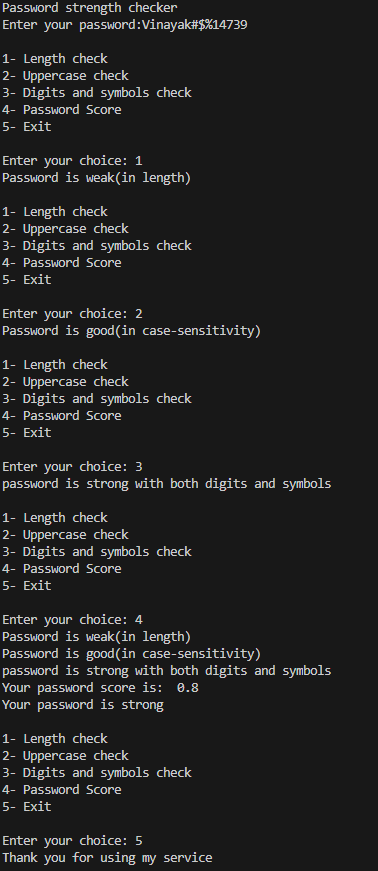 Password strength checker
Enter your password:Vinayak#$%14739
1- Length check
2- Uppercase check
3- Digits and symbols check
4- Password Score
5- Exit
Enter your choice: 1
Password is weak(in length)
1- Length check
2- Uppercase check
3- Digits and symbols check
4- Password Score
5- Exit
Enter your choice: 2
Password is good(in case-sensitivity)
1- Length check
2- Uppercase check
3- Digits and symbols check
4- Password Score
5- Exit
Enter your choice: 3
password is strong with both digits and symbols
1- Length check
2- Uppercase check
3- Digits and symbols check
4- Password Score
5- Exit
Enter your choice: 4
Password is weak(in length)
Password is good(in case-sensitivity)
password is strong with both digits and symbols
Your password score is:  0.8
Your password is strong
1- Length check
2- Uppercase check
3- Digits and symbols check
4- Password Score
5- Exit
Enter your choice: 5
Thank you for using my service